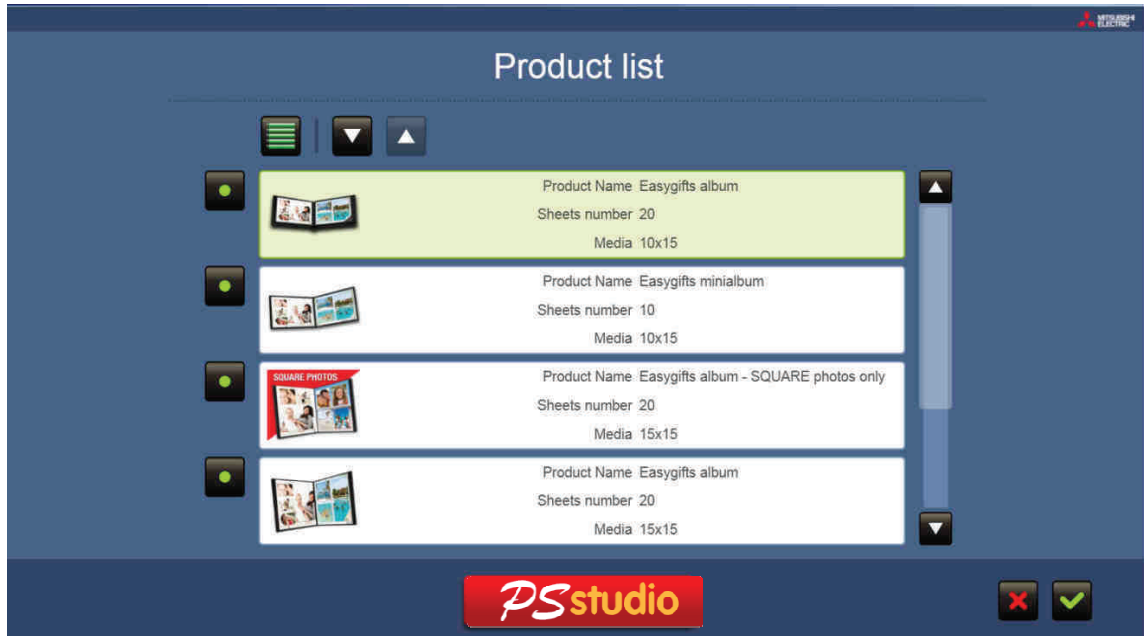 MITSUBISHI
ELECTRIC
Product list
Product Name Easygifts album
Sheets number 20
Media 10x15
Product Name Easygifts minialbum
Sheets number 10
Media 10x15
SQUARE PHOTOS
Product Name Easygifts album - SQUARE photos only
Sheets number 20
Media 15x15
Product Name Easygifts album
Sheets number 20
Media 15x15
PSstudio